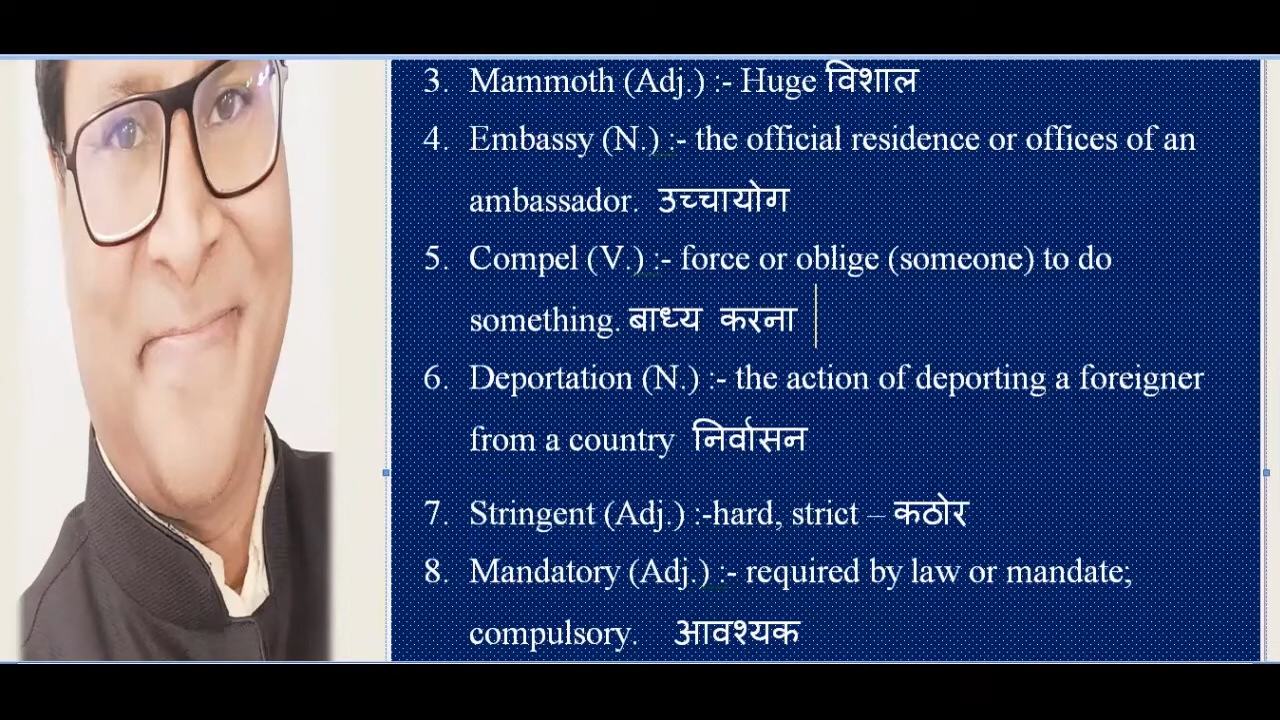 3. Mammoth (Adj.) :- Huge विशाल
4. Embassy (N.) :- the official residence or offices of an
ambassador. उच्चायोग
5. Compel (V.) :- force or oblige (someone) to do
something. बाध्य करना
6. Deportation (N.) :- the action of deporting a foreigner
from a country निर्वासन
7. Stringent (Adj.) :-hard, strict – कठोर
8. Mandatory (Adj.) :- required by law or mandate;
compulsory. आवश्यक